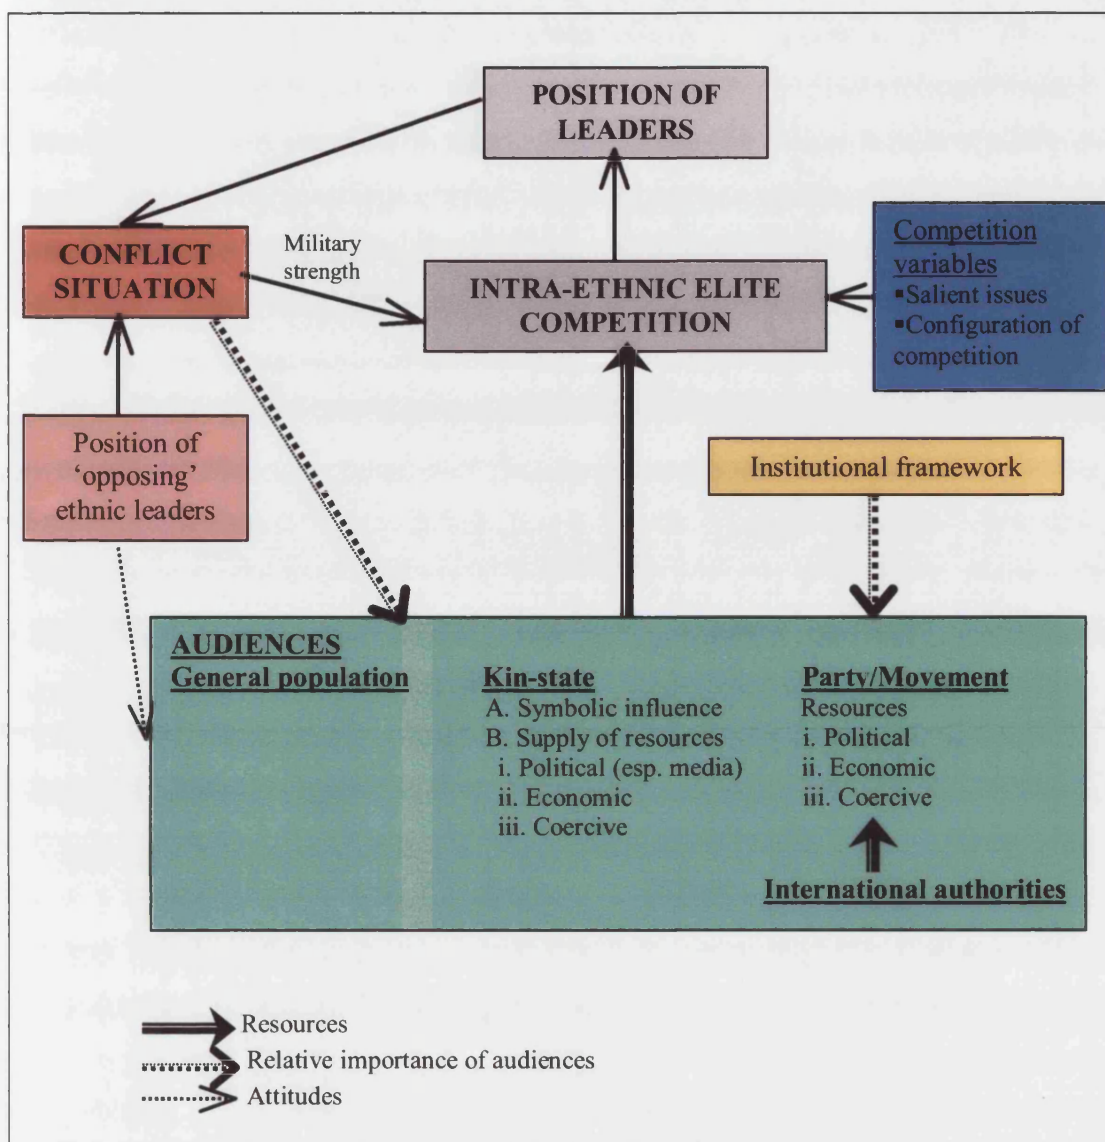 POSITION OF
LEADERS
CONFLICT
SITUATION
Military
strength
INTRA-ETHNIC ELITE
COMPETITION
Competition
variables
▪Salient issues
▪Configuration of
competition
Position of
‘opposing’
ethnic leaders
Institutional framework
AUDIENCES
General population
Kin-state
A. Symbolic influence
B. Supply of resources
i. Political (esp. media)
ii. Economic
iii. Coercive
Party/Movement
Resources
i. Political
ii. Economic
iii. Coercive
International authorities
Resources
Relative importance of audiences
Attitudes